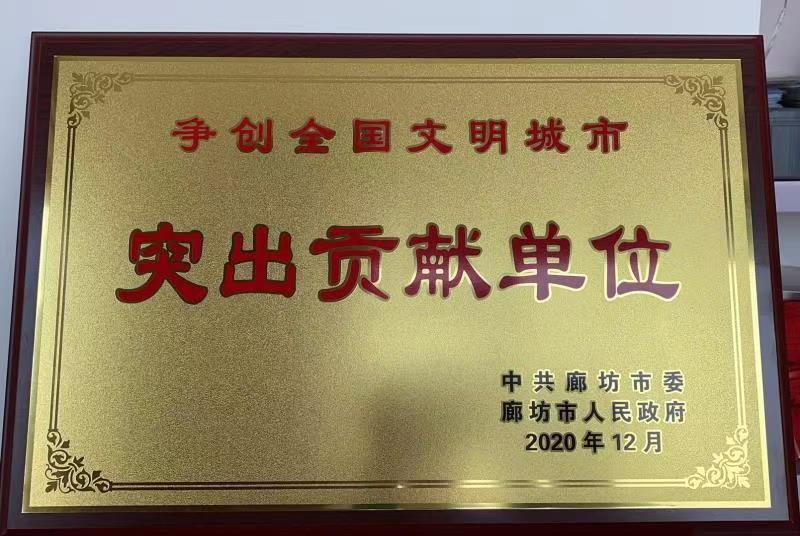 争创全国文明城市
突出贡献单位
中共廊坊市委
廊坊市人民政府
2020年12月